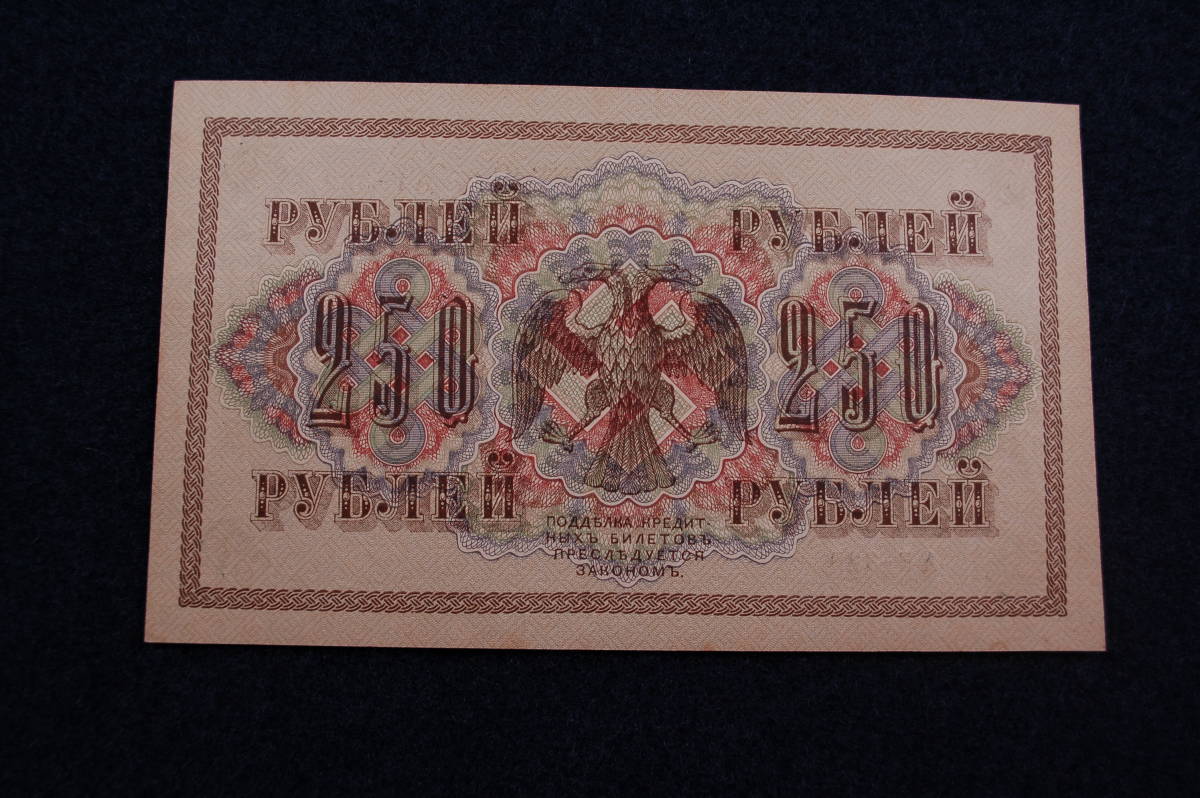 РУБЛЕЙ РУБЛЕЙ
250 250
РУБЛЕЙ РУБЛЕЙ
ПОДДѢЛКА КРЕДИТ-
НЫХЪ БИЛЕТОВЪ
ПРЕСЛѢДУЕТСЯ
ЗАКОНОМЪ.